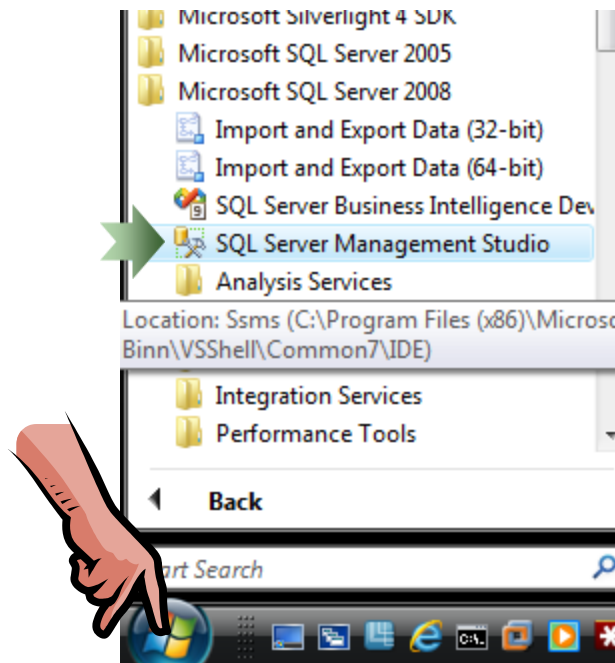 Microsoft Silverlight 4 SDK
Microsoft SQL Server 2005
Microsoft SQL Server 2008
Import and Export Data (32-bit)
Import and Export Data (64-bit)
SQL Server Business Intelligence Dev
SQL Server Management Studio
Analysis Services
Location: Ssms (C:\Program Files (x86)\Microso
Binn\VSShell\Common7\IDE)
Integration Services
Performance Tools
Back
art Search
C:\.